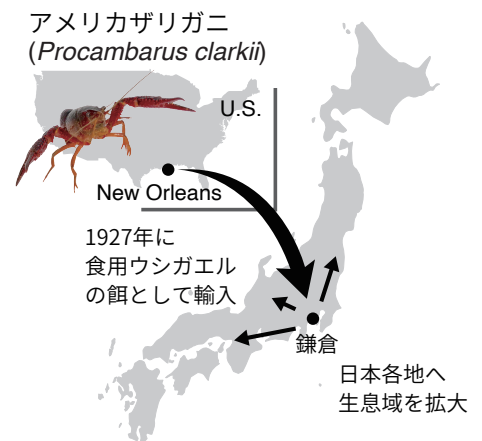 アメリカザリガニ
(Procambarus clarkii)
U.S.
New Orleans
1927年に
食用ウシガエル
の餌として輸入
鎌倉
日本各地へ
生息域を拡大